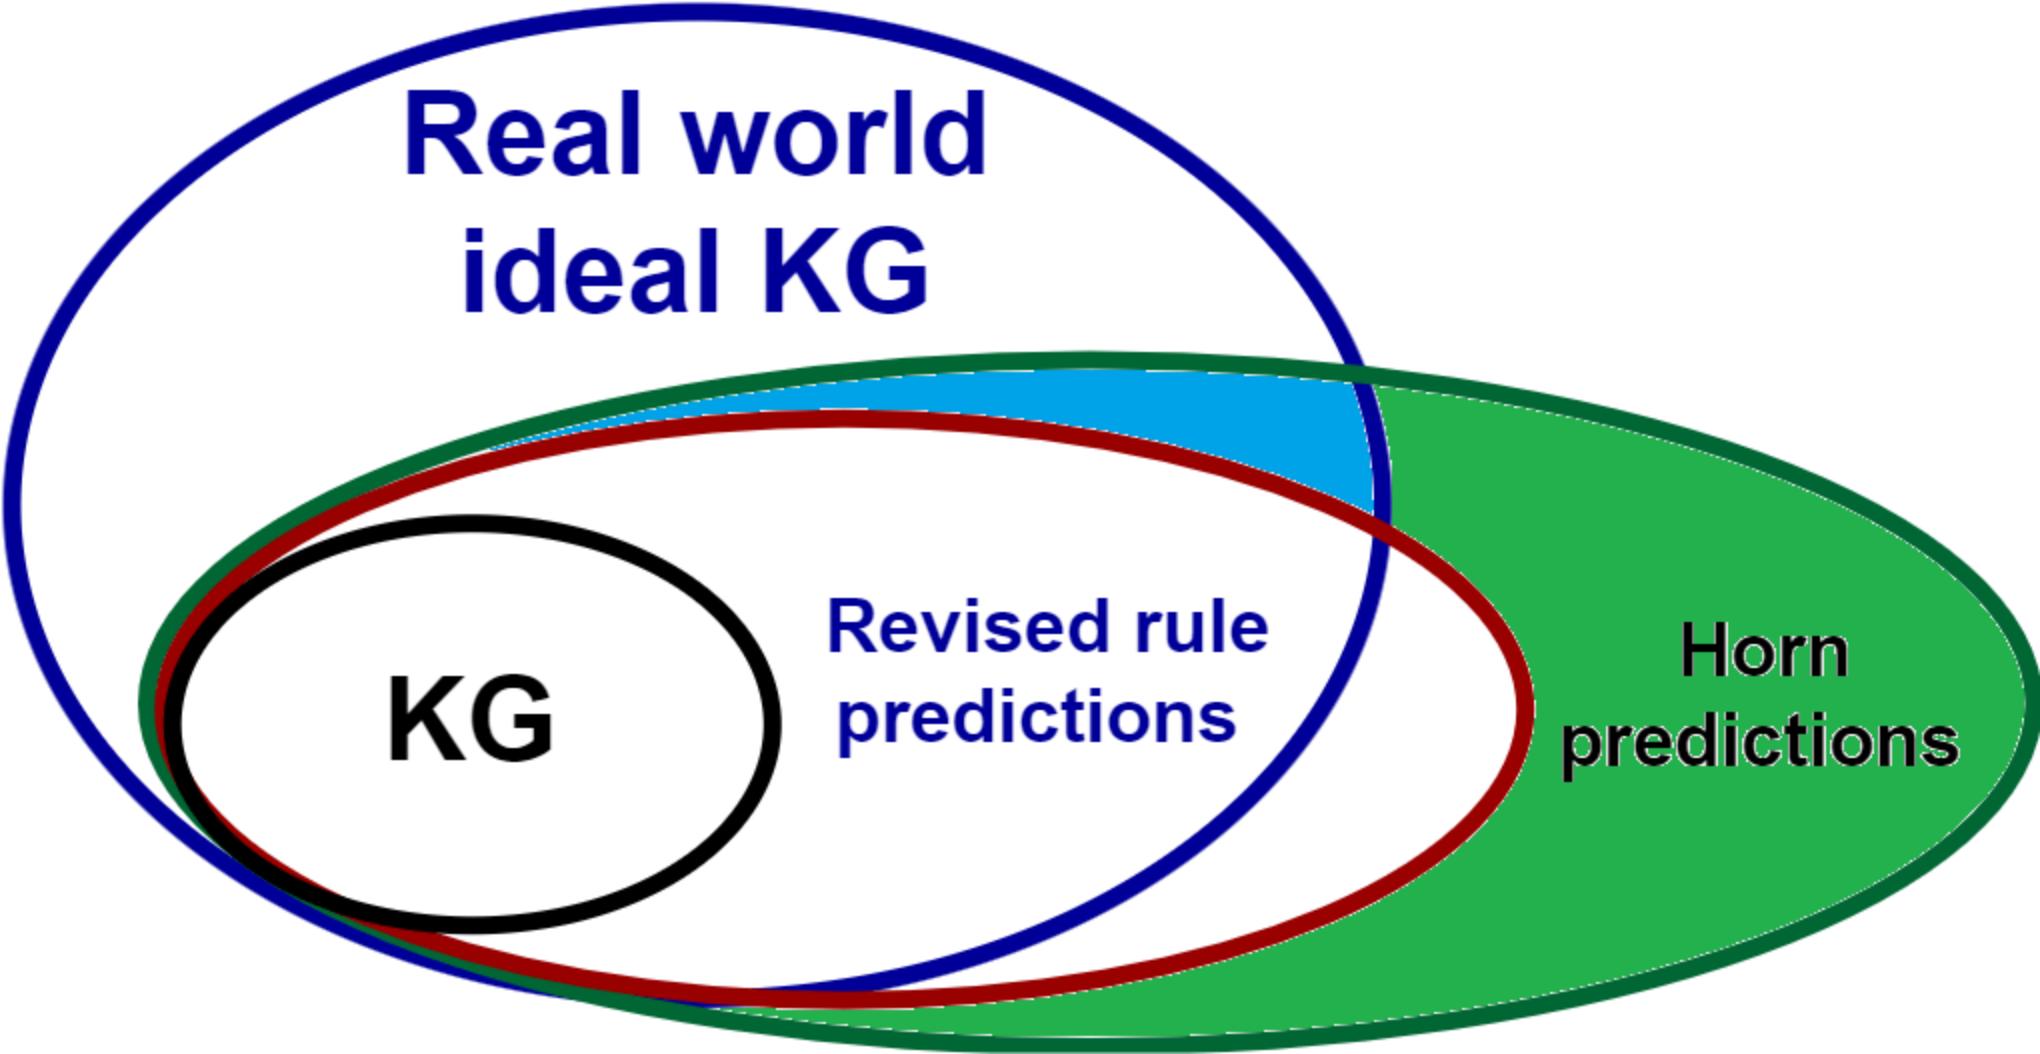 Real world
ideal KG
KG
Revised rule
predictions
Horn
predictions